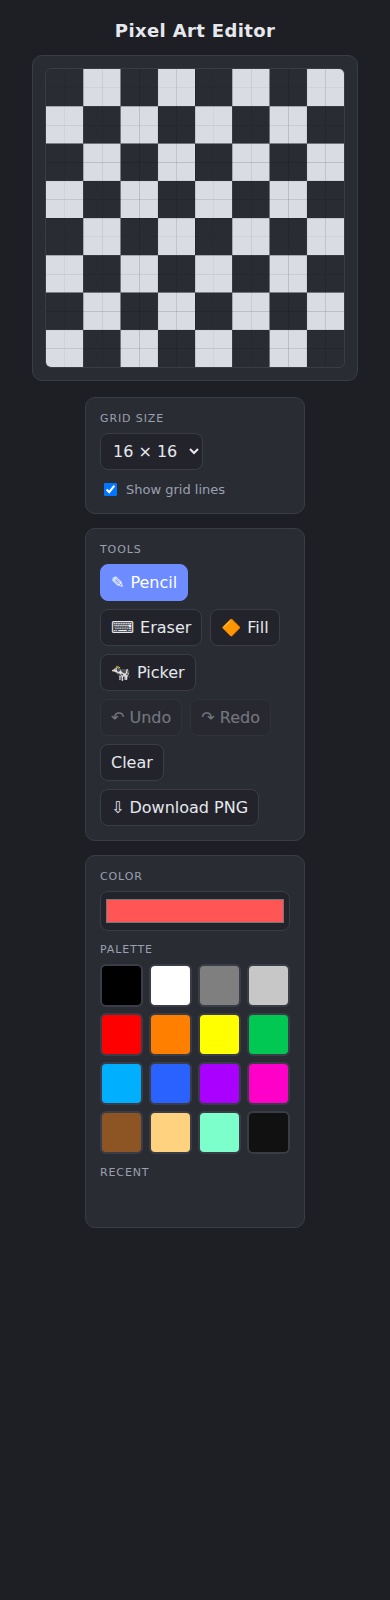 Pixel Art Editor
GRID SIZE
16 × 16
Show grid lines
TOOLS
✎ Pencil
⌨ Eraser
🔶 Fill
🐄 Picker
↶ Undo
↷ Redo
Clear
⇩ Download PNG
COLOR
PALETTE
RECENT